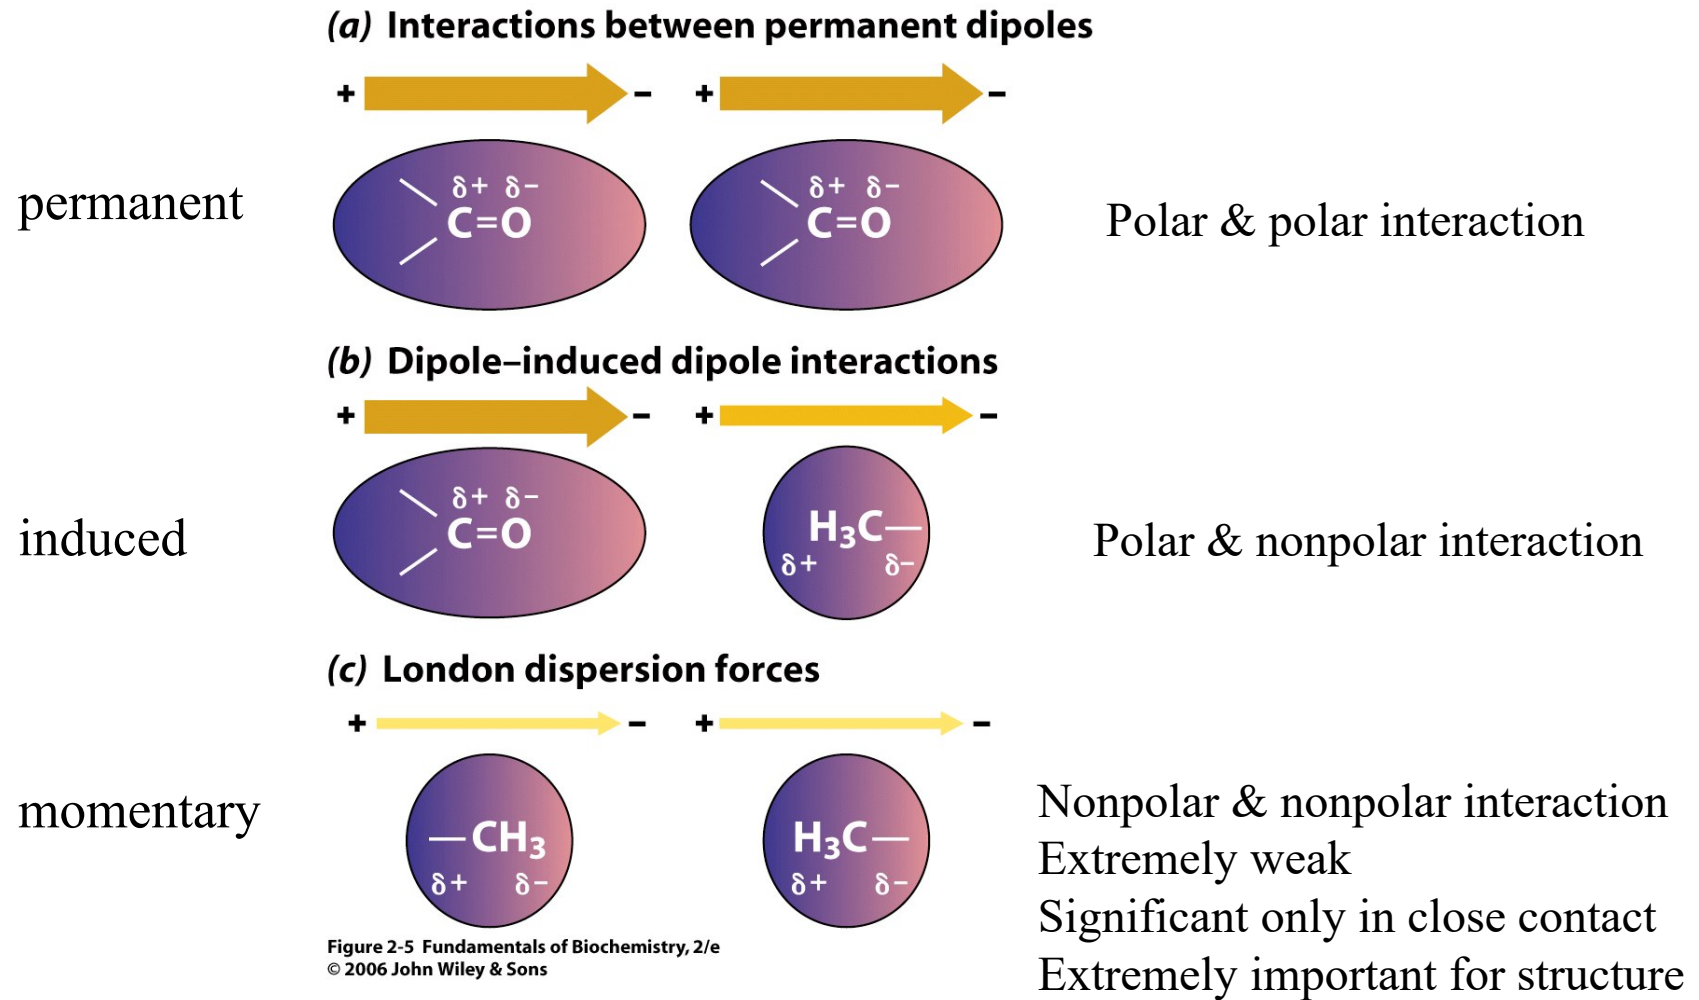 (a) Interactions between permanent dipoles
+ − + −
permanent
δ+ δ− δ+ δ−
C=O C=O
Polar & polar interaction
(b) Dipole–induced dipole interactions
+ − + −
induced
δ+ δ−
C=O
H₃C—
δ+ δ−
Polar & nonpolar interaction
(c) London dispersion forces
+ − + −
momentary
—CH₃ H₃C—
δ+ δ− δ+ δ−
Nonpolar & nonpolar interaction
Extremely weak
Significant only in close contact
Extremely important for structure
Figure 2-5 Fundamentals of Biochemistry, 2/e
© 2006 John Wiley & Sons